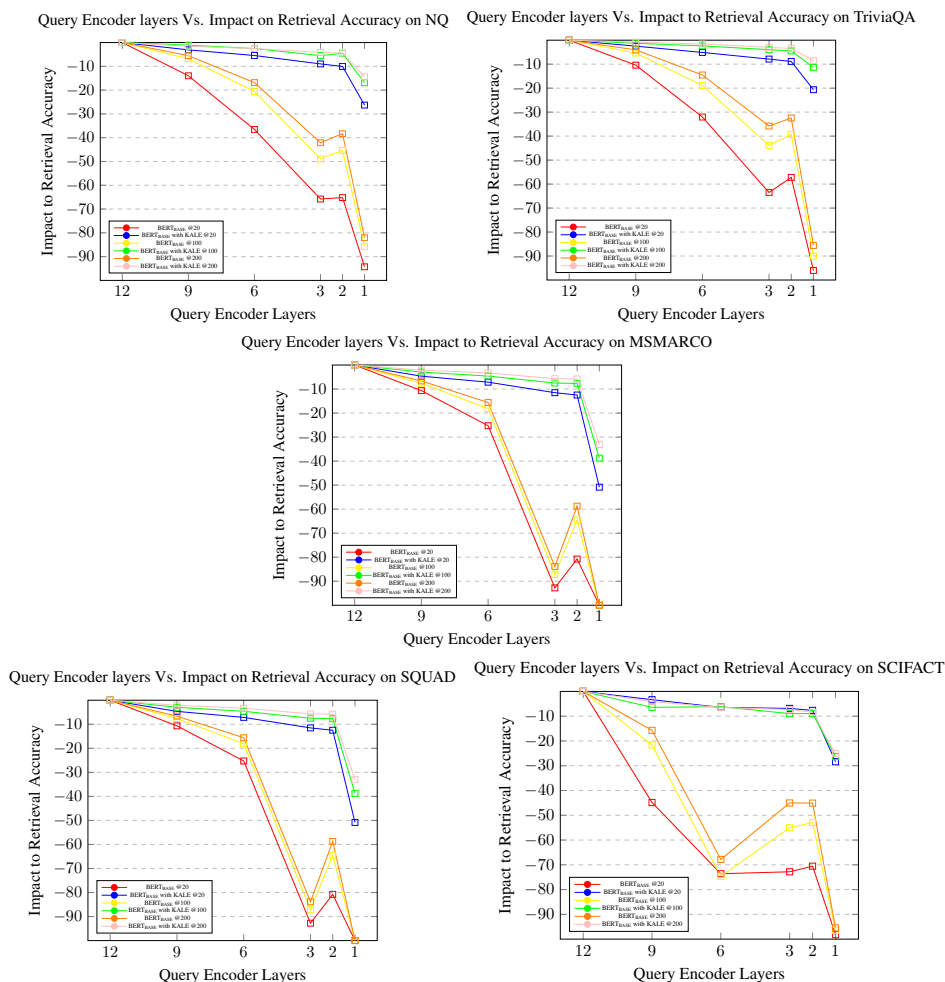 Query Encoder layers Vs. Impact on Retrieval Accuracy on NQ
−10
−20
−30
−40
−50
−60
−70
−80
−90
12 9 6 3 2 1
Query Encoder Layers
Impact to Retrieval Accuracy
BERTBASE @20
BERTBASE with KALE @20
BERTBASE @100
BERTBASE with KALE @100
BERTBASE @200
BERTBASE with KALE @200
Query Encoder layers Vs. Impact to Retrieval Accuracy on TriviaQA
−10
−20
−30
−40
−50
−60
−70
−80
−90
12 9 6 3 2 1
Query Encoder Layers
Impact to Retrieval Accuracy
BERTBASE @20
BERTBASE with KALE @20
BERTBASE @100
BERTBASE with KALE @100
BERTBASE @200
BERTBASE with KALE @200
Query Encoder layers Vs. Impact to Retrieval Accuracy on MSMARCO
−10
−20
−30
−40
−50
−60
−70
−80
−90
12 9 6 3 2 1
Query Encoder Layers
Impact to Retrieval Accuracy
BERTBASE @20
BERTBASE with KALE @20
BERTBASE @100
BERTBASE with KALE @100
BERTBASE @200
BERTBASE with KALE @200
Query Encoder layers Vs. Impact on Retrieval Accuracy on SQUAD
−10
−20
−30
−40
−50
−60
−70
−80
−90
12 9 6 3 2 1
Query Encoder Layers
Impact to Retrieval Accuracy
BERTBASE @20
BERTBASE with KALE @20
BERTBASE @100
BERTBASE with KALE @100
BERTBASE @200
BERTBASE with KALE @200
Query Encoder layers Vs. Impact on Retrieval Accuracy on SCIFACT
−10
−20
−30
−40
−50
−60
−70
−80
−90
12 9 6 3 2 1
Query Encoder Layers
Impact to Retrieval Accuracy
BERTBASE @20
BERTBASE with KALE @20
BERTBASE @100
BERTBASE with KALE @100
BERTBASE @200
BERTBASE with KALE @200